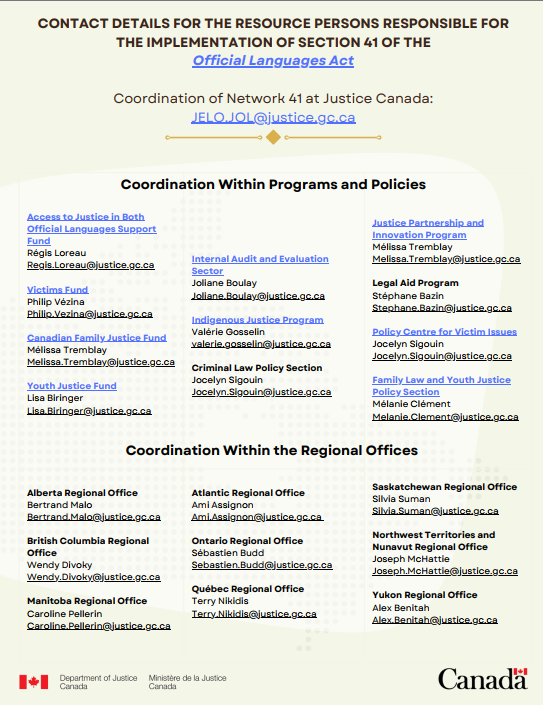 CONTACT DETAILS FOR THE RESOURCE PERSONS RESPONSIBLE FOR
THE IMPLEMENTATION OF SECTION 41 OF THE
Official Languages Act
Coordination of Network 41 at Justice Canada:
JELO.JOL@justice.gc.ca
Coordination Within Programs and Policies
Access to Justice in Both
Official Languages Support
Fund
Régis Loreau
Regis.Loreau@justice.gc.ca
Victims Fund
Philip Vézina
Philip.Vezina@justice.gc.ca
Canadian Family Justice Fund
Mélissa Tremblay
Melissa.Tremblay@justice.gc.ca
Youth Justice Fund
Lisa Biringer
Lisa.Biringer@justice.gc.ca
Internal Audit and Evaluation
Sector
Joliane Boulay
Joliane.Boulay@justice.gc.ca
Indigenous Justice Program
Valérie Gosselin
valerie.gosselin@justice.gc.ca
Criminal Law Policy Section
Jocelyn Sigouin
Jocelyn.Sigouin@justice.gc.ca
Justice Partnership and
Innovation Program
Mélissa Tremblay
Melissa.Tremblay@justice.gc.ca
Legal Aid Program
Stéphane Bazin
Stephane.Bazin@justice.gc.ca
Policy Centre for Victim Issues
Jocelyn Sigouin
Jocelyn.Sigouin@justice.gc.ca
Family Law and Youth Justice
Policy Section
Mélanie Clément
Melanie.Clement@justice.gc.ca
Coordination Within the Regional Offices
Alberta Regional Office
Bertrand Malo
Bertrand.Malo@justice.gc.ca
British Columbia Regional
Office
Wendy Divoky
Wendy.Divoky@justice.gc.ca
Manitoba Regional Office
Caroline Pellerin
Caroline.Pellerin@justice.gc.ca
Atlantic Regional Office
Ami Assignon
Ami.Assignon@justice.gc.ca
Ontario Regional Office
Sébastien Budd
Sebastien.Budd@justice.gc.ca
Québec Regional Office
Terry Nikidis
Terry.Nikidis@justice.gc.ca
Saskatchewan Regional Office
Silvia Suman
Silvia.Suman@justice.gc.ca
Northwest Territories and
Nunavut Regional Office
Joseph McHattie
Joseph.McHattie@justice.gc.ca
Yukon Regional Office
Alex Benitah
Alex.Benitah@justice.gc.ca
Department of Justice
Canada
Ministère de la Justice
Canada
Canada